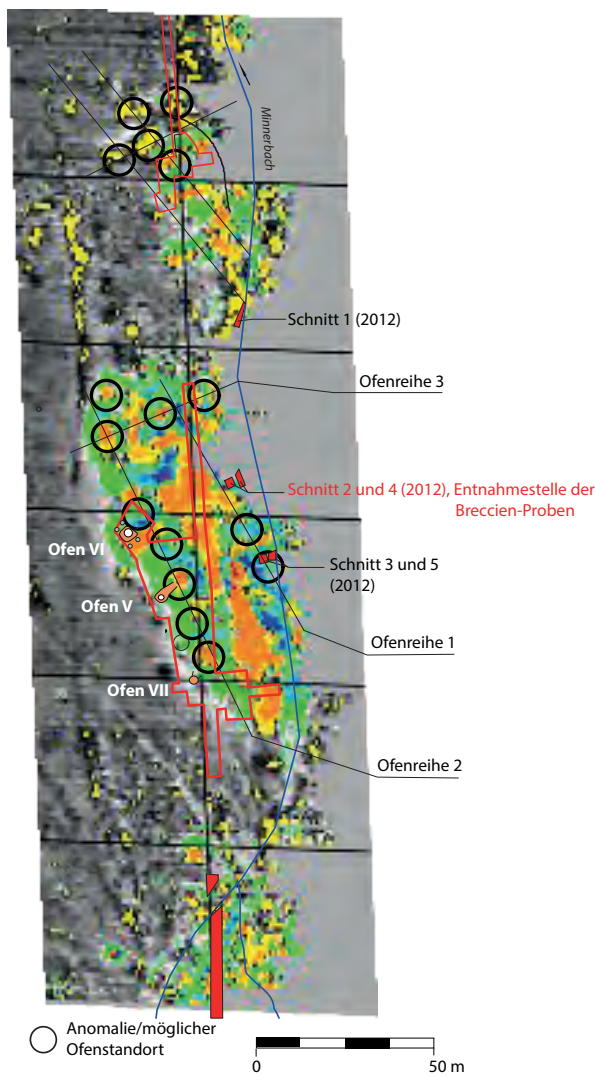 Minnerbach
Schnitt 1 (2012)
Ofenreihe 3
Schnitt 2 und 4 (2012), Entnahmestelle der
Breccien-Proben
Ofen VI
Schnitt 3 und 5
(2012)
Ofen V
Ofenreihe 1
Ofen VII
Ofenreihe 2
Anomalie/möglicher
Ofenstandort
0
50 m